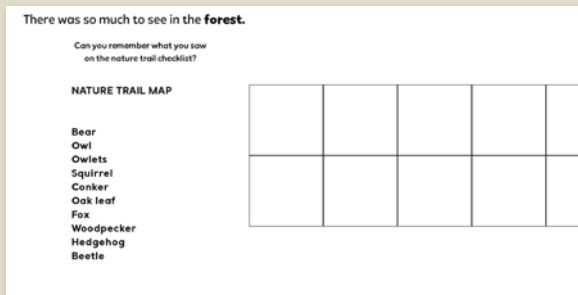 There was so much to see in the forest.
Can you remember what you saw
on the nature trail checklist?
NATURE TRAIL MAP
Bear
Owl
Owlets
Squirrel
Conker
Oak leaf
Fox
Woodpecker
Hedgehog
Beetle